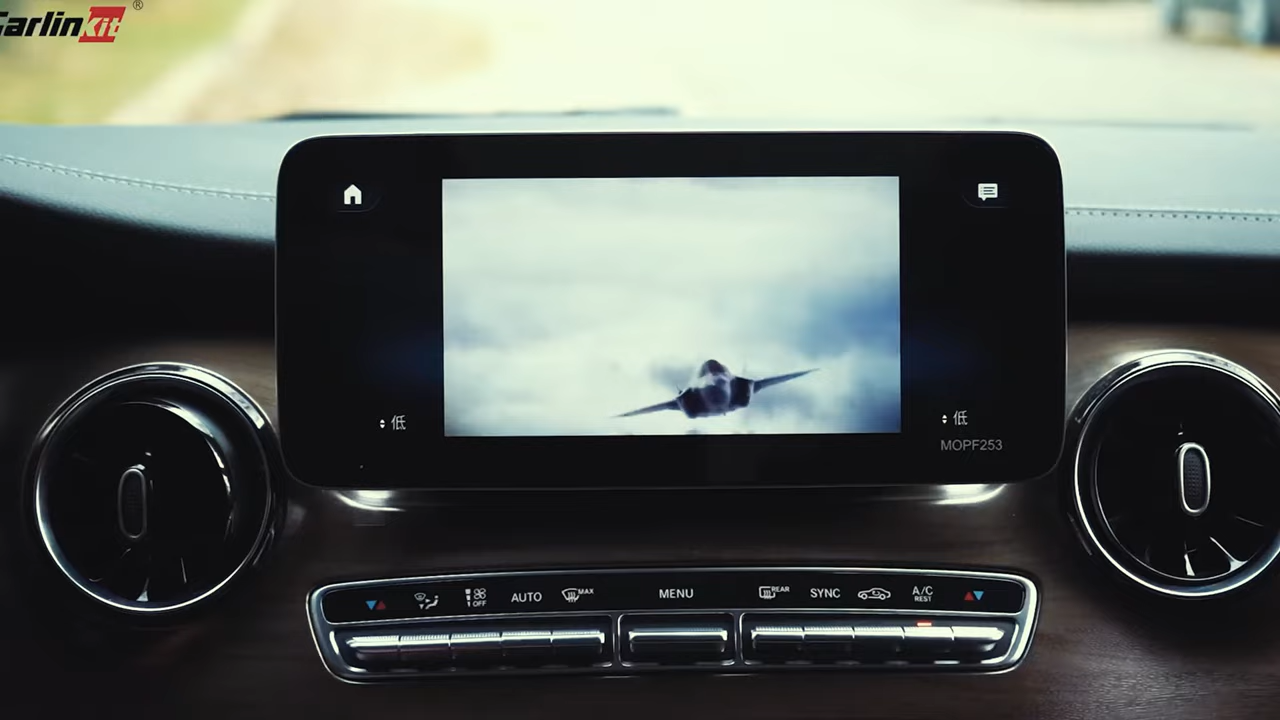 Carlinkit®
低
低
MOPF253
OFF AUTO MAX MENU REAR SYNC A/C REST